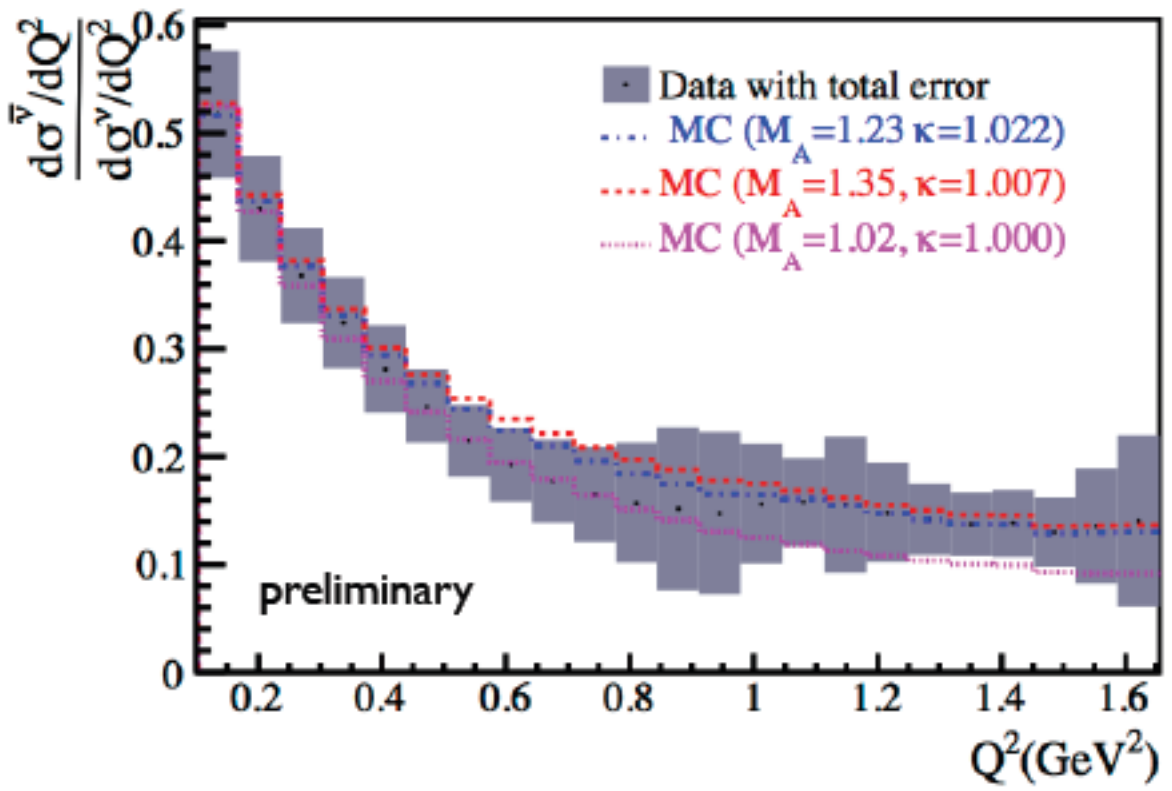 dσ^ν̄/dQ²
dσ^ν/dQ²
0.6
0.5
0.4
0.3
0.2
0.1
0
Data with total error
MC (M_A=1.23 κ=1.022)
MC (M_A=1.35, κ=1.007)
MC (M_A=1.02, κ=1.000)
preliminary
0.2 0.4 0.6 0.8 1 1.2 1.4 1.6
Q²(GeV²)